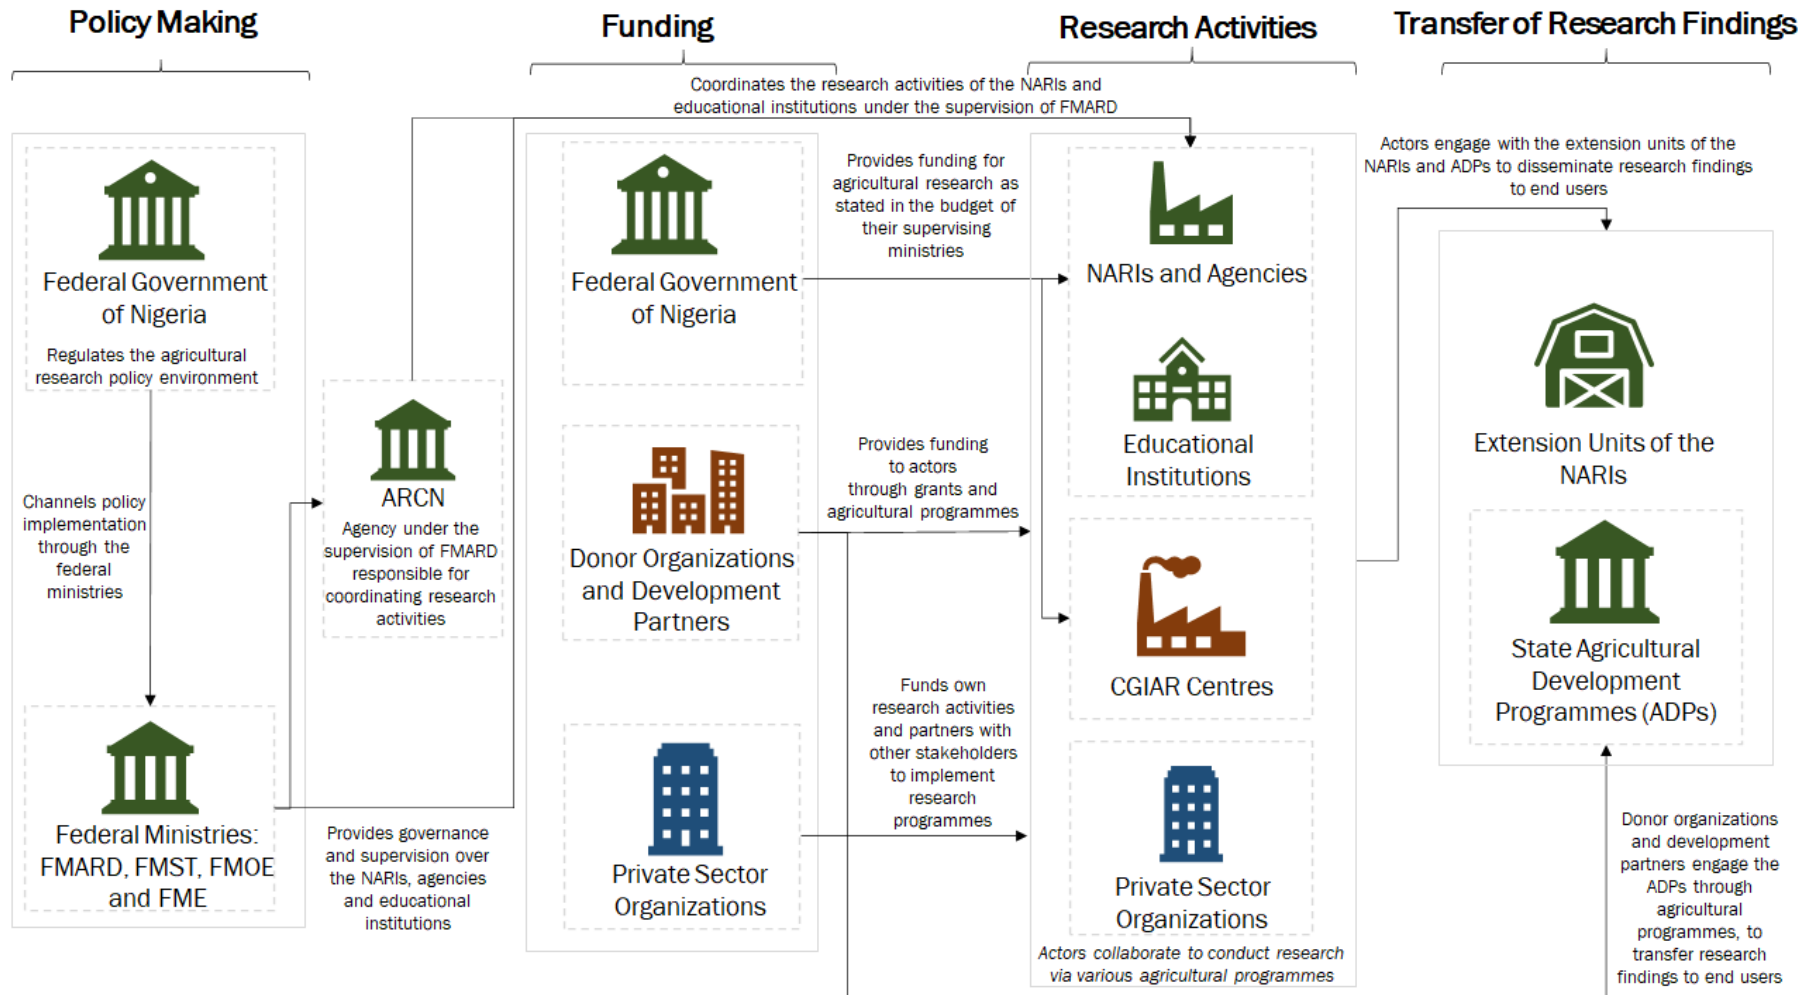 Policy Making
Funding
Research Activities
Transfer of Research Findings
Coordinates the research activities of the NARIs and
educational institutions under the supervision of FMARD
Federal Government
of Nigeria
Regulates the agricultural
research policy environment
Channels policy
implementation
through the
federal
ministries
Federal Ministries:
FMARD, FMST, FMOE
and FME
ARCN
Agency under the
supervision of FMARD
responsible for
coordinating research
activities
Provides governance
and supervision over
the NARIs, agencies
and educational
institutions
Federal Government
of Nigeria
Donor Organizations
and Development
Partners
Private Sector
Organizations
Provides funding for
agricultural research as
stated in the budget of
their supervising
ministries
Provides funding
to actors
through grants and
agricultural programmes
Funds own
research activities
and partners with
other stakeholders
to implement
research
programmes
NARIs and Agencies
Educational
Institutions
CGIAR Centres
Private Sector
Organizations
Actors collaborate to conduct research
via various agricultural programmes
Actors engage with the extension units of the
NARIs and ADPs to disseminate research findings
to end users
Extension Units of the
NARIs
State Agricultural
Development
Programmes (ADPs)
Donor organizations
and development
partners engage the
ADPs through
agricultural
programmes, to
transfer research
findings to end users